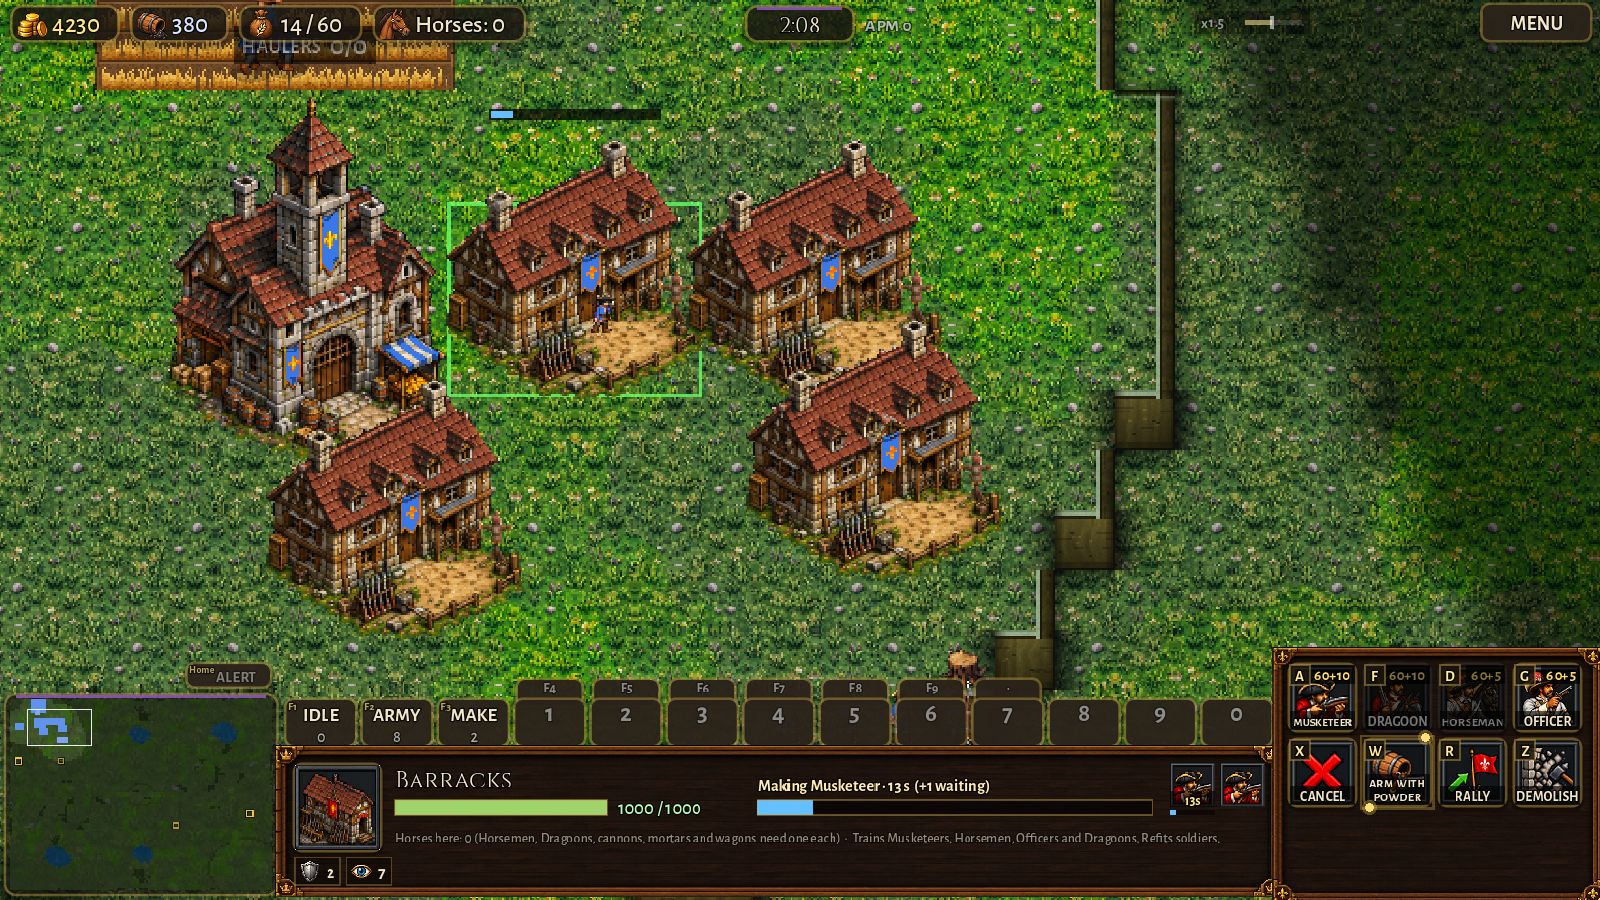 4230
380
14/60
Horses: 0
HAULERS 0/0
2:08
APM 0
x1.5
MENU
Home
ALERT
F1
IDLE
0
F2
ARMY
8
F3
MAKE
2
F4
1
F5
2
F6
3
F7
4
F8
5
F9
6
7
8
9
0
BARRACKS
1000 / 1000
Making Musketeer · 13 s (+1 waiting)
13s
Horses here: 0 (Horsemen, Dragoons, cannons, mortars and wagons need one each) · Trains Musketeers, Horsemen, Officers and Dragoons, Refits soldiers.
2
7
A 60+10
MUSKETEER
F 60+10
DRAGOON
D 60+5
HORSEMAN
G 60+5
OFFICER
X
CANCEL
W
ARM WITH
POWDER
R
RALLY
Z
DEMOLISH